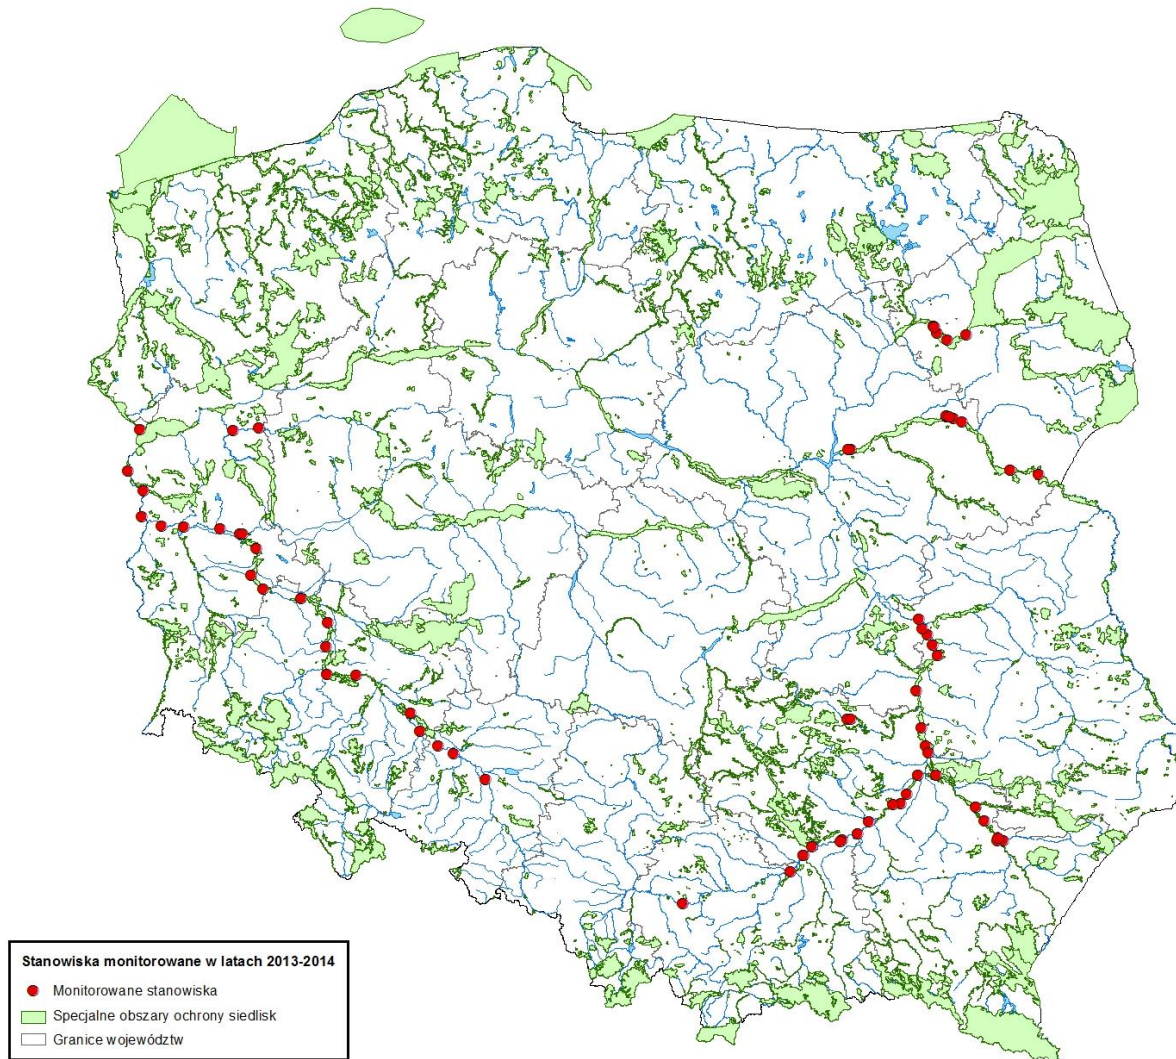 Stanowiska monitorowane w latach 2013-2014
Monitorowane stanowiska
Specjalne obszary ochrony siedlisk
Granice województw